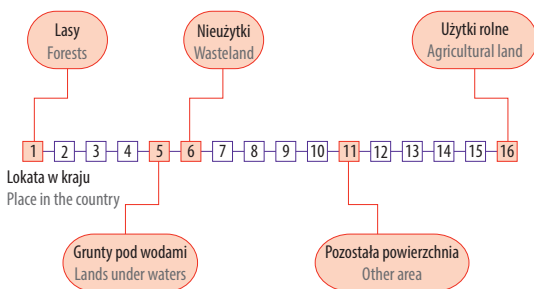 Lasy
Forests
Nieużytki
Wasteland
Użytki rolne
Agricultural land
1 2 3 4 5 6 7 8 9 10 11 12 13 14 15 16
Lokata w kraju
Place in the country
Grunty pod wodami
Lands under waters
Pozostała powierzchnia
Other area